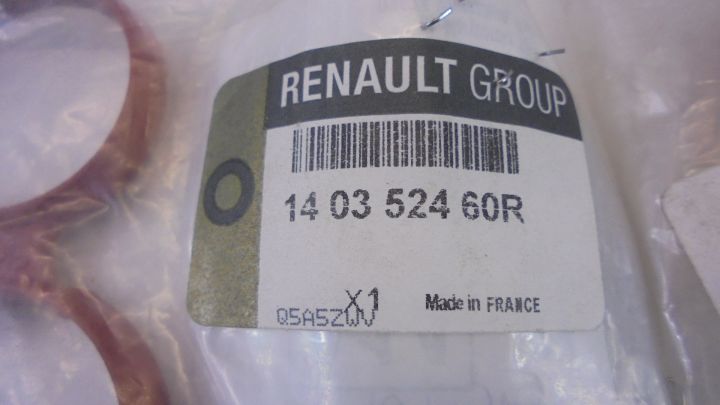 RENAULT GROUP
14 03 524 60R
X1
Q5A5ZWV
Made in FRANCE